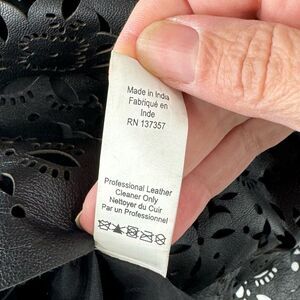 Made in India
Fabriqué en
Inde
RN 137357
Professional Leather
Cleaner Only
Nettoyer du Cuir
Par un Professionnel